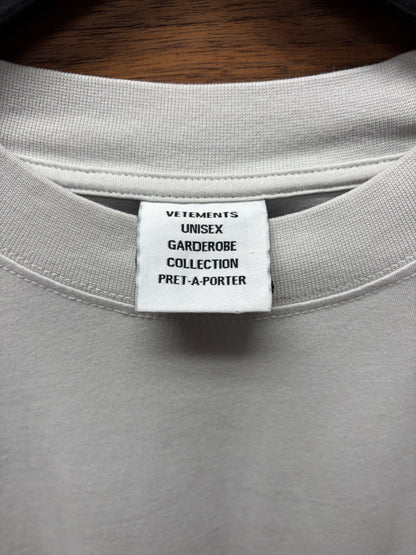 VETEMENTS
UNISEX
GARDEROBE
COLLECTION
PRET-A-PORTER